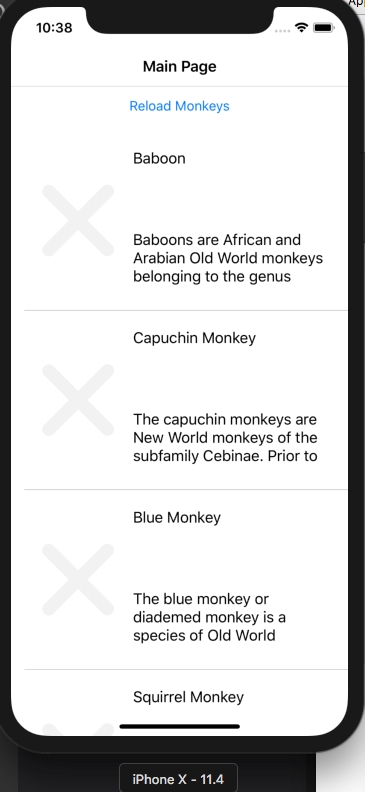 Ap
10:38
Main Page
Reload Monkeys
Baboon
Baboons are African and
Arabian Old World monkeys
belonging to the genus
Capuchin Monkey
The capuchin monkeys are
New World monkeys of the
subfamily Cebinae. Prior to
Blue Monkey
The blue monkey or
diademed monkey is a
species of Old World
Squirrel Monkey
iPhone X - 11.4